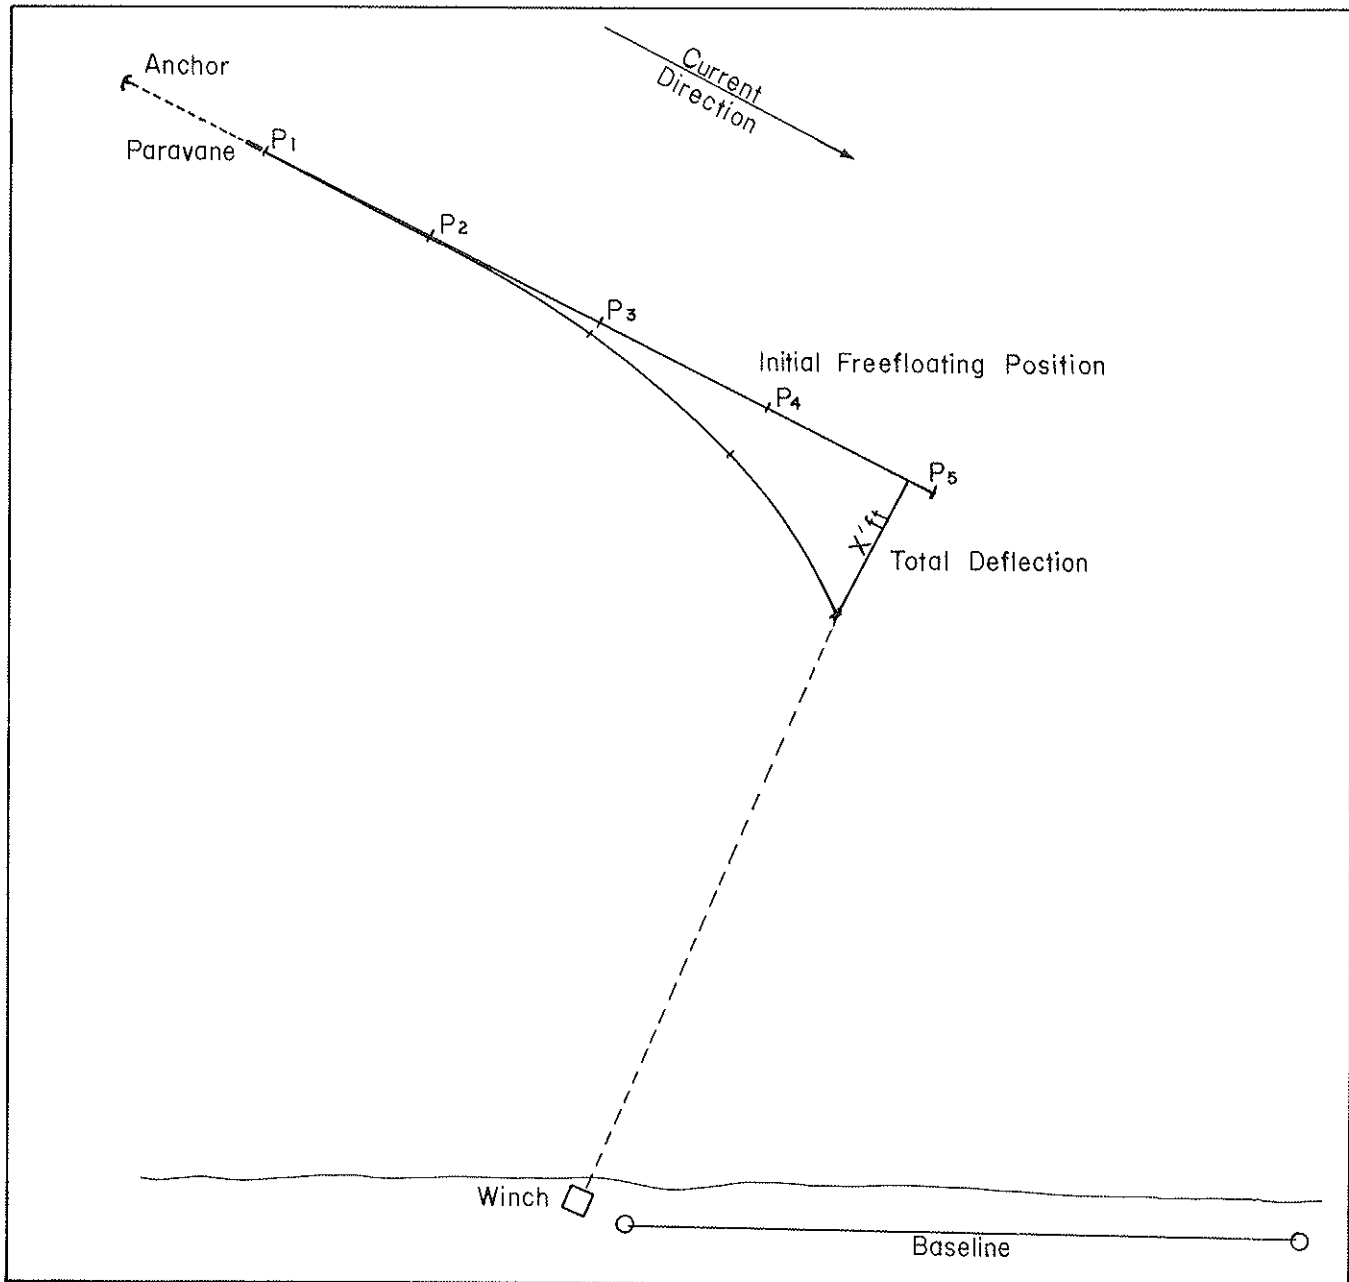 Anchor
Current
Direction
Paravane
P1
P2
P3
Initial Freefloating Position
P4
P5
X' ft
Total Deflection
Winch
Baseline